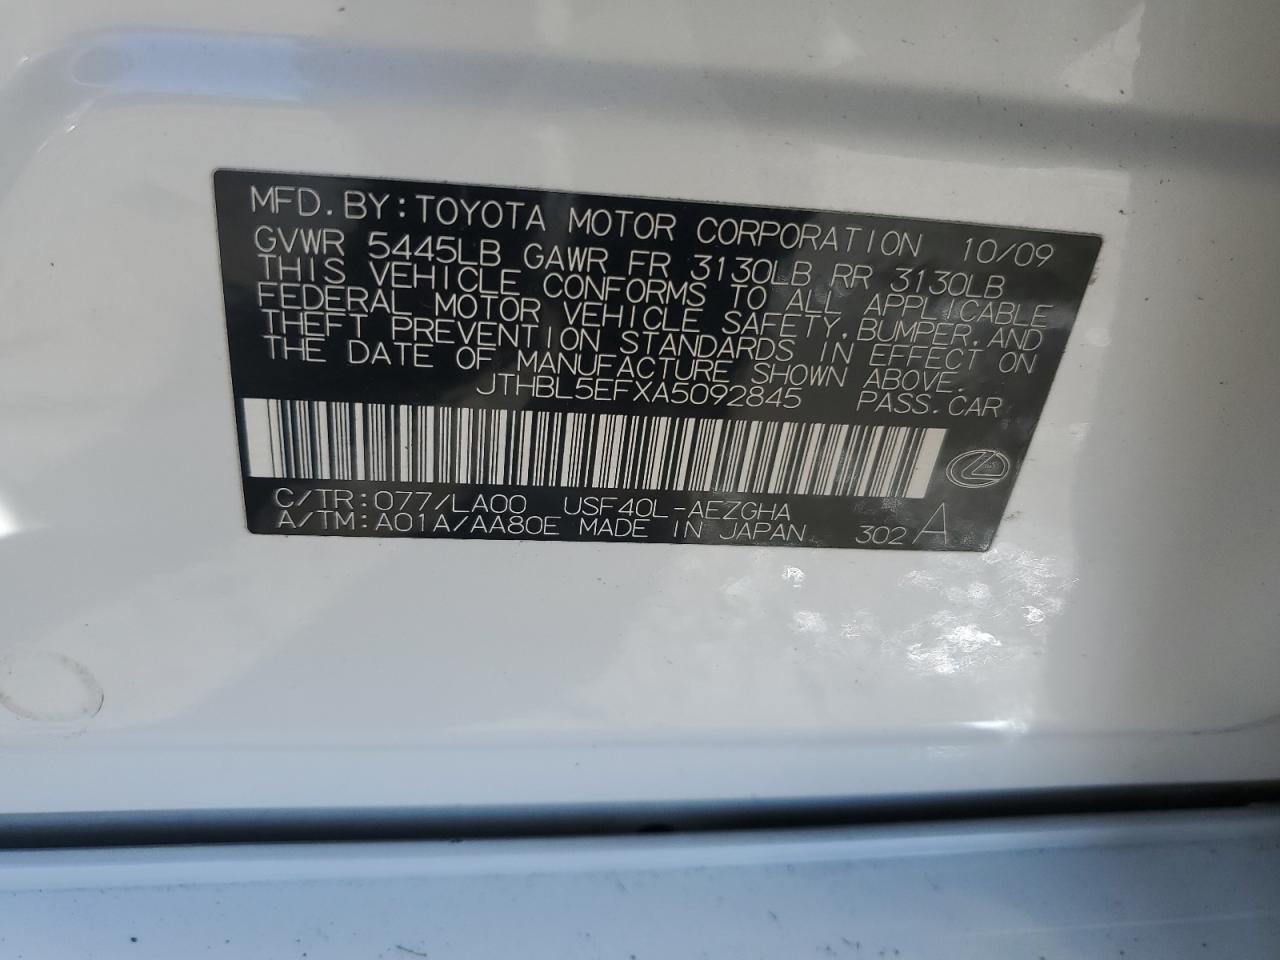 MFD.BY:TOYOTA MOTOR CORPORATION 10/09
GVWR 5445LB GAWR FR 3130LB RR 3130LB
THIS VEHICLE CONFORMS TO ALL APPLICABLE
FEDERAL MOTOR VEHICLE SAFETY,BUMPER,AND
THEFT PREVENTION STANDARDS IN EFFECT ON
THE DATE OF MANUFACTURE SHOWN ABOVE.
JTHBL5EFXA5092845 PASS.CAR
C/TR:077/LA00 USF40L-AEZGHA
A/TM:A01A/AA80E MADE IN JAPAN 302 A